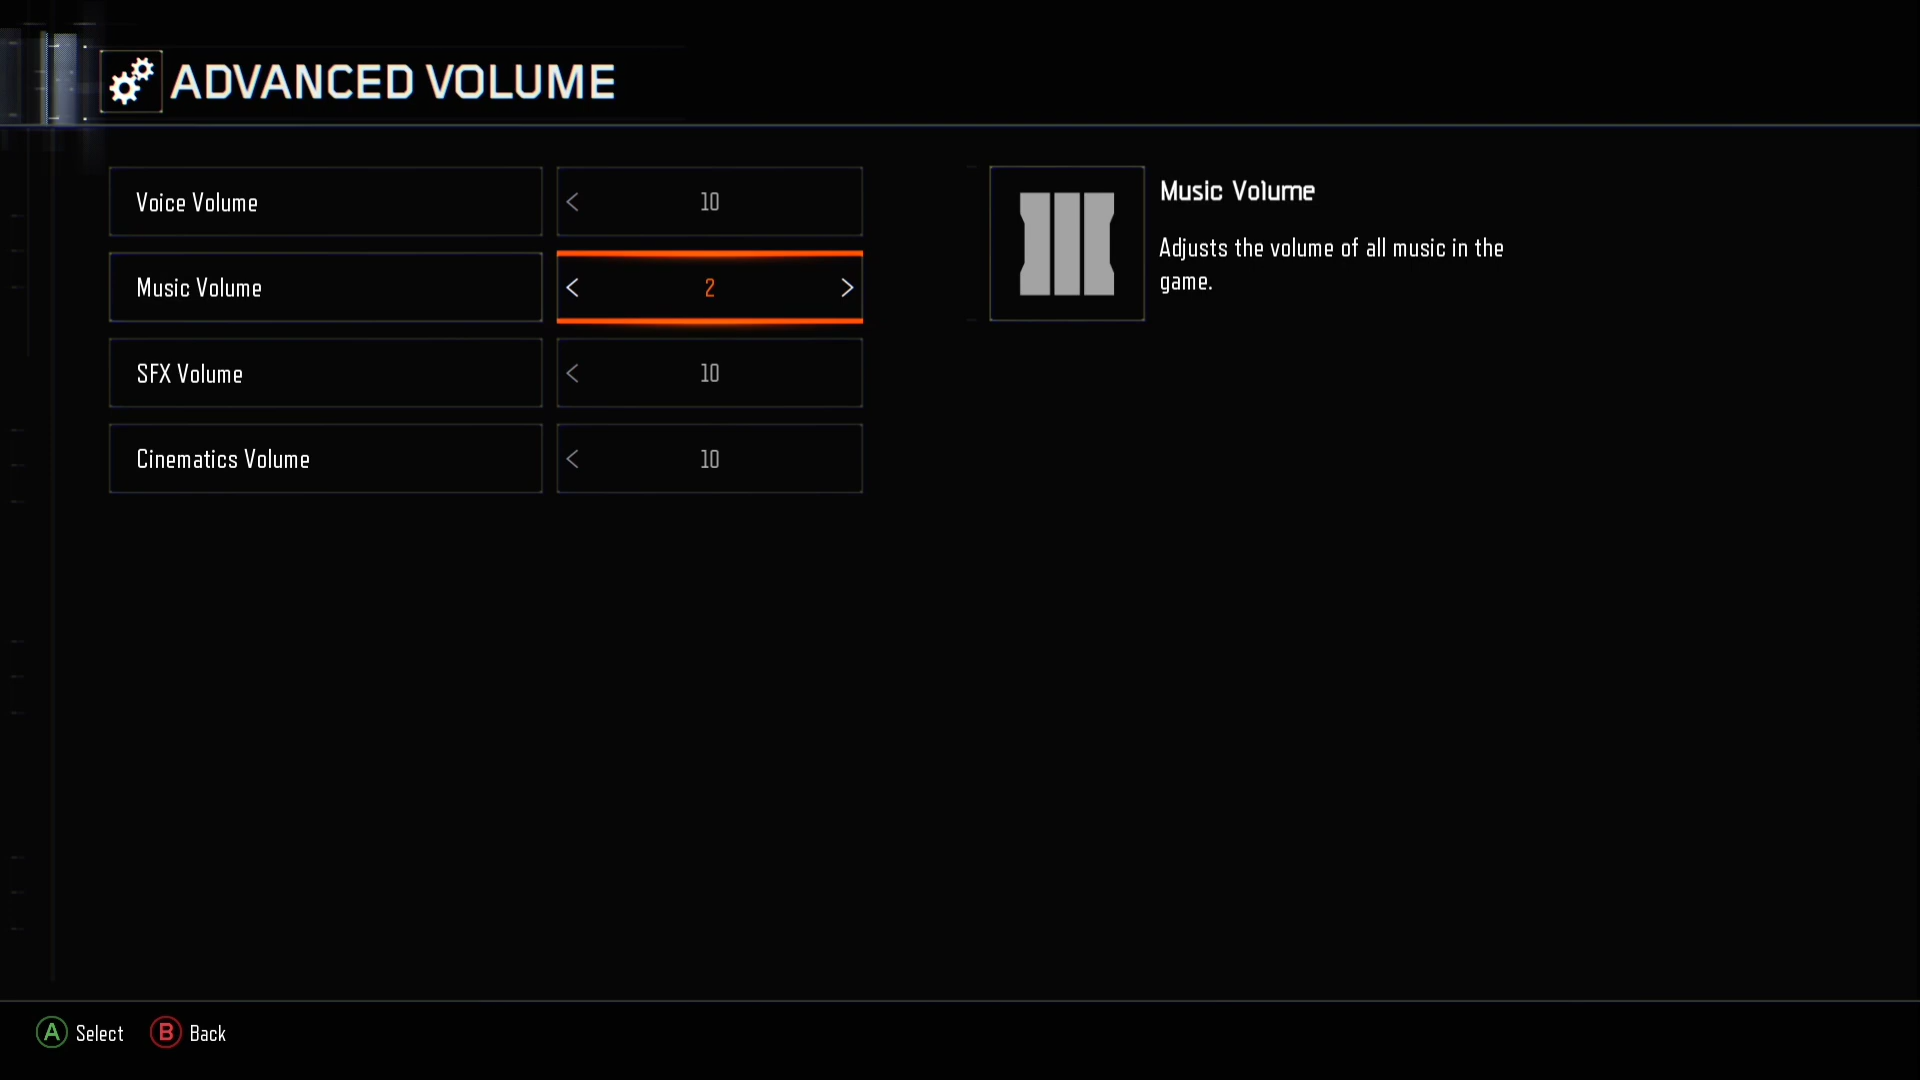 ADVANCED VOLUME
Voice Volume
< 10
Music Volume
< 2 >
SFX Volume
< 10
Cinematics Volume
< 10
Music Volume
Adjusts the volume of all music in the
game.
A Select B Back